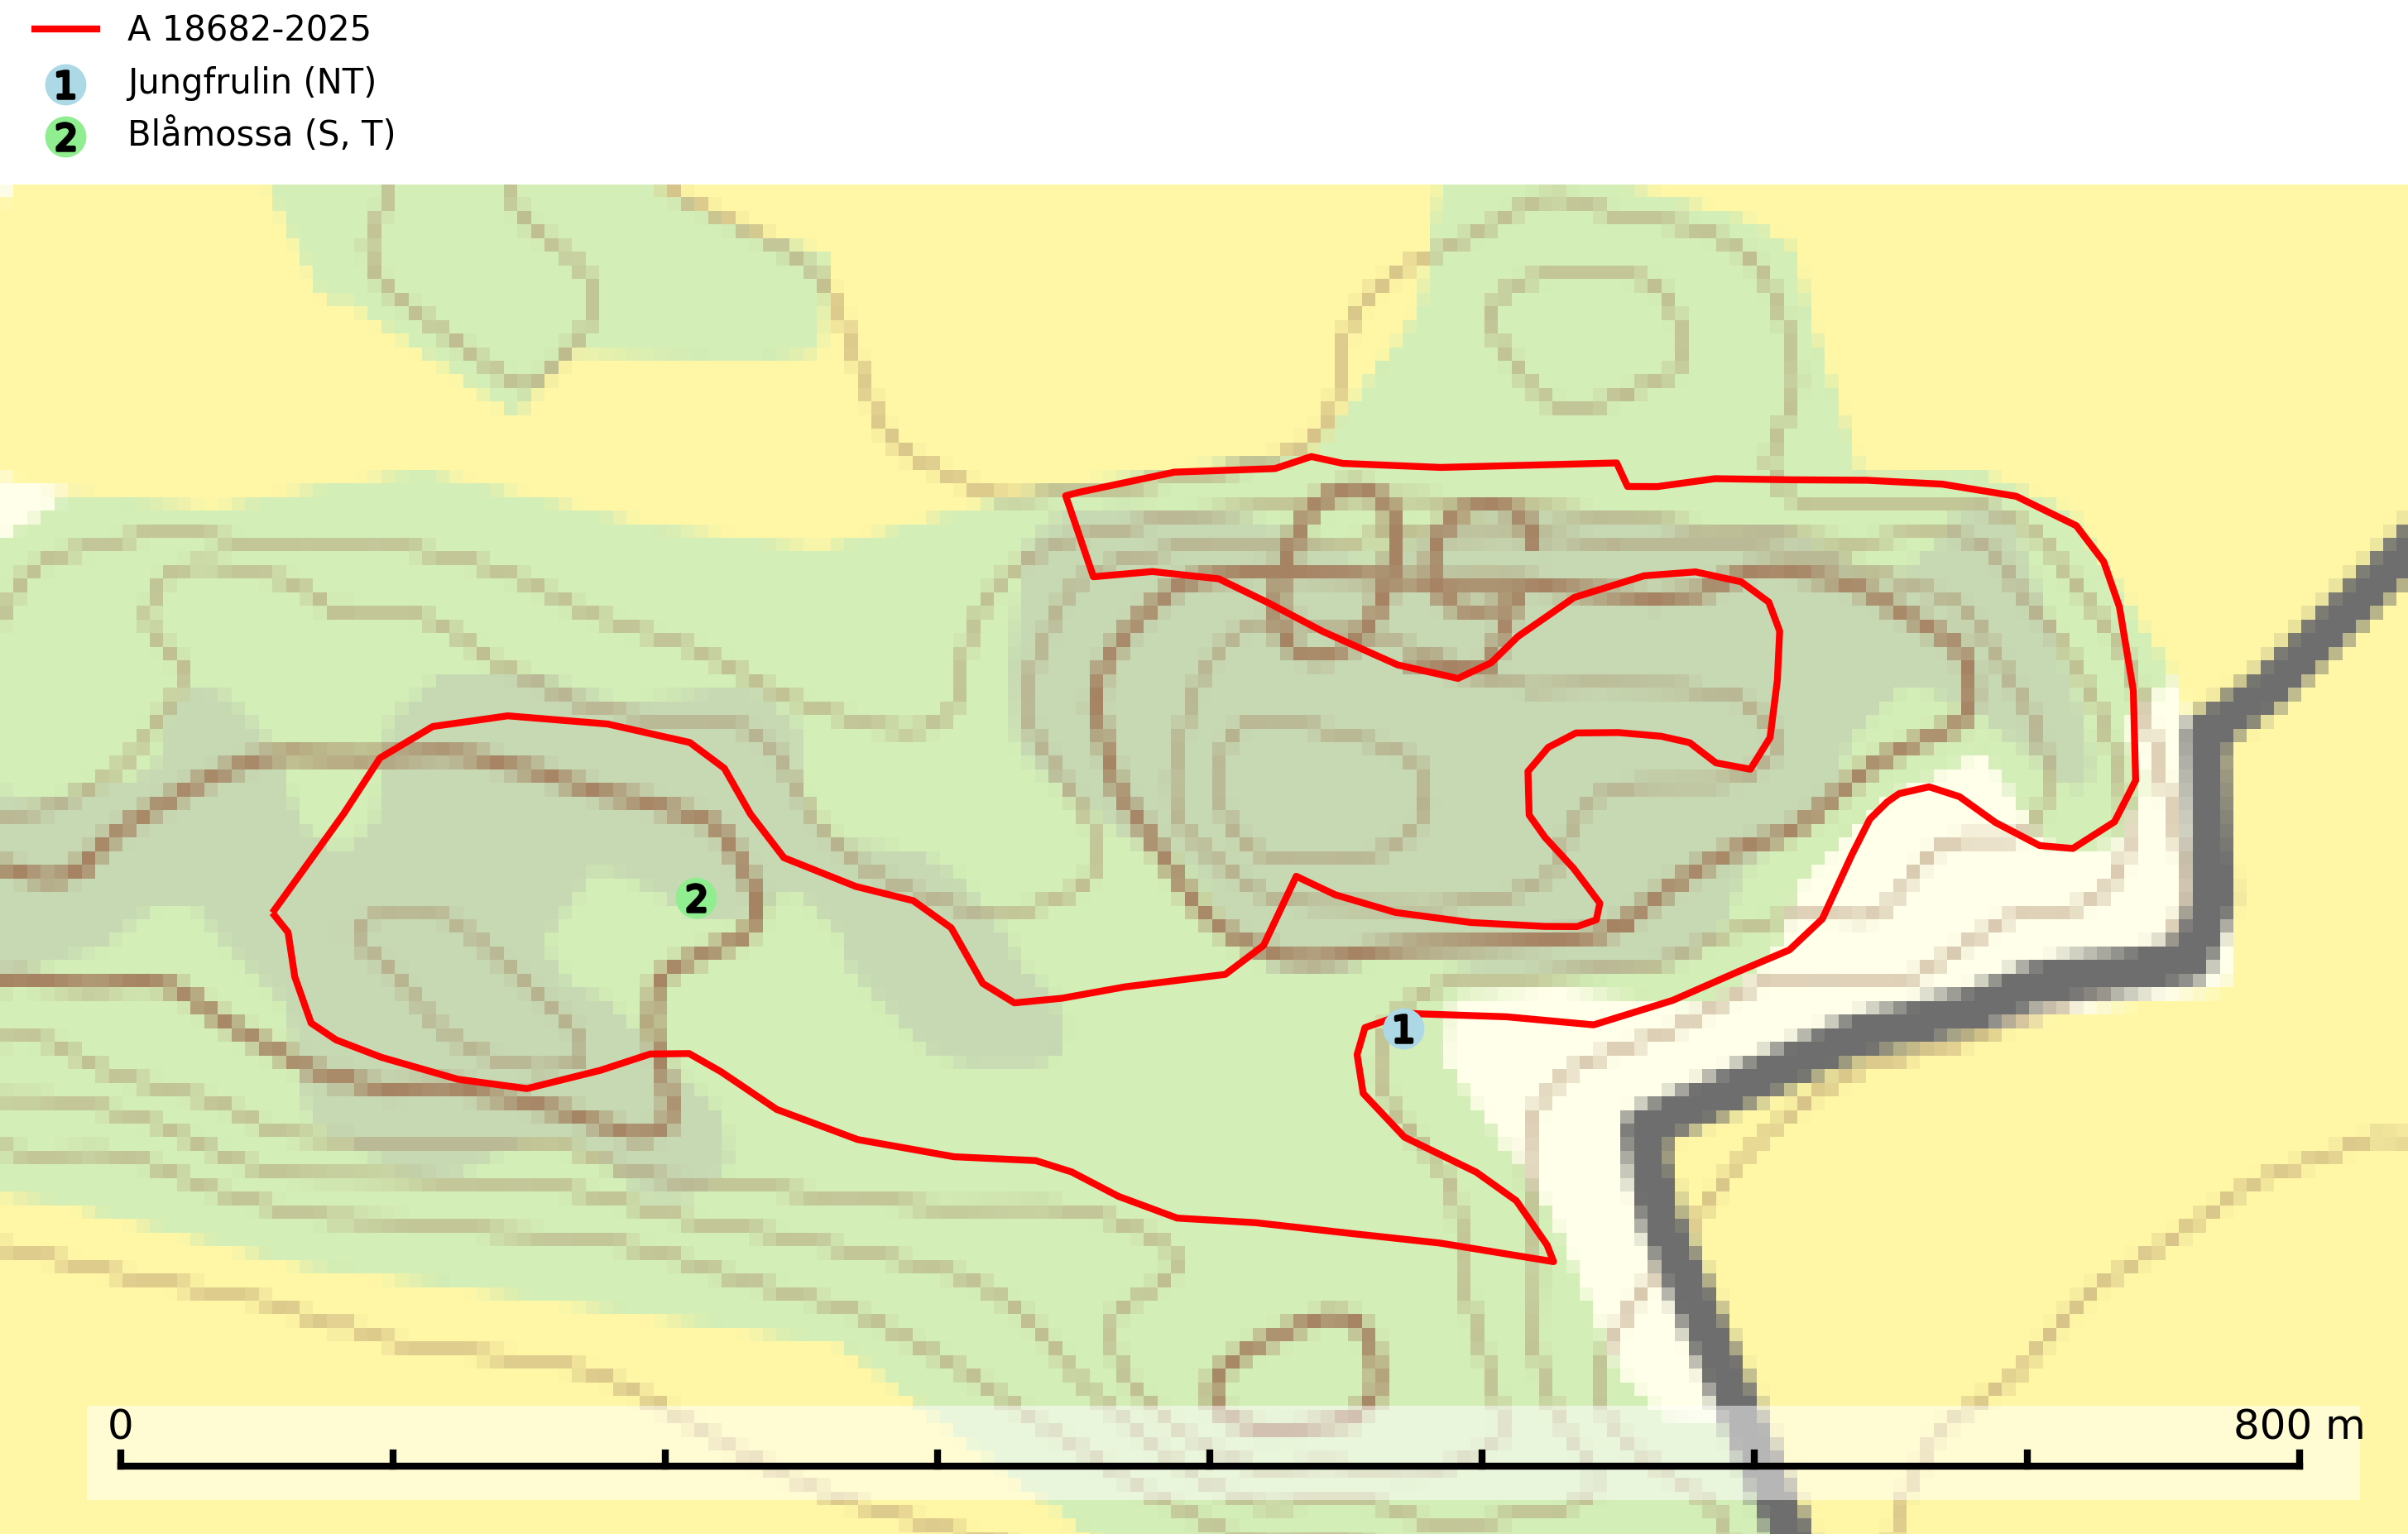 A 18682-2025
1 Jungfrulin (NT)
2 Blåmossa (S, T)
2
1
0 800 m